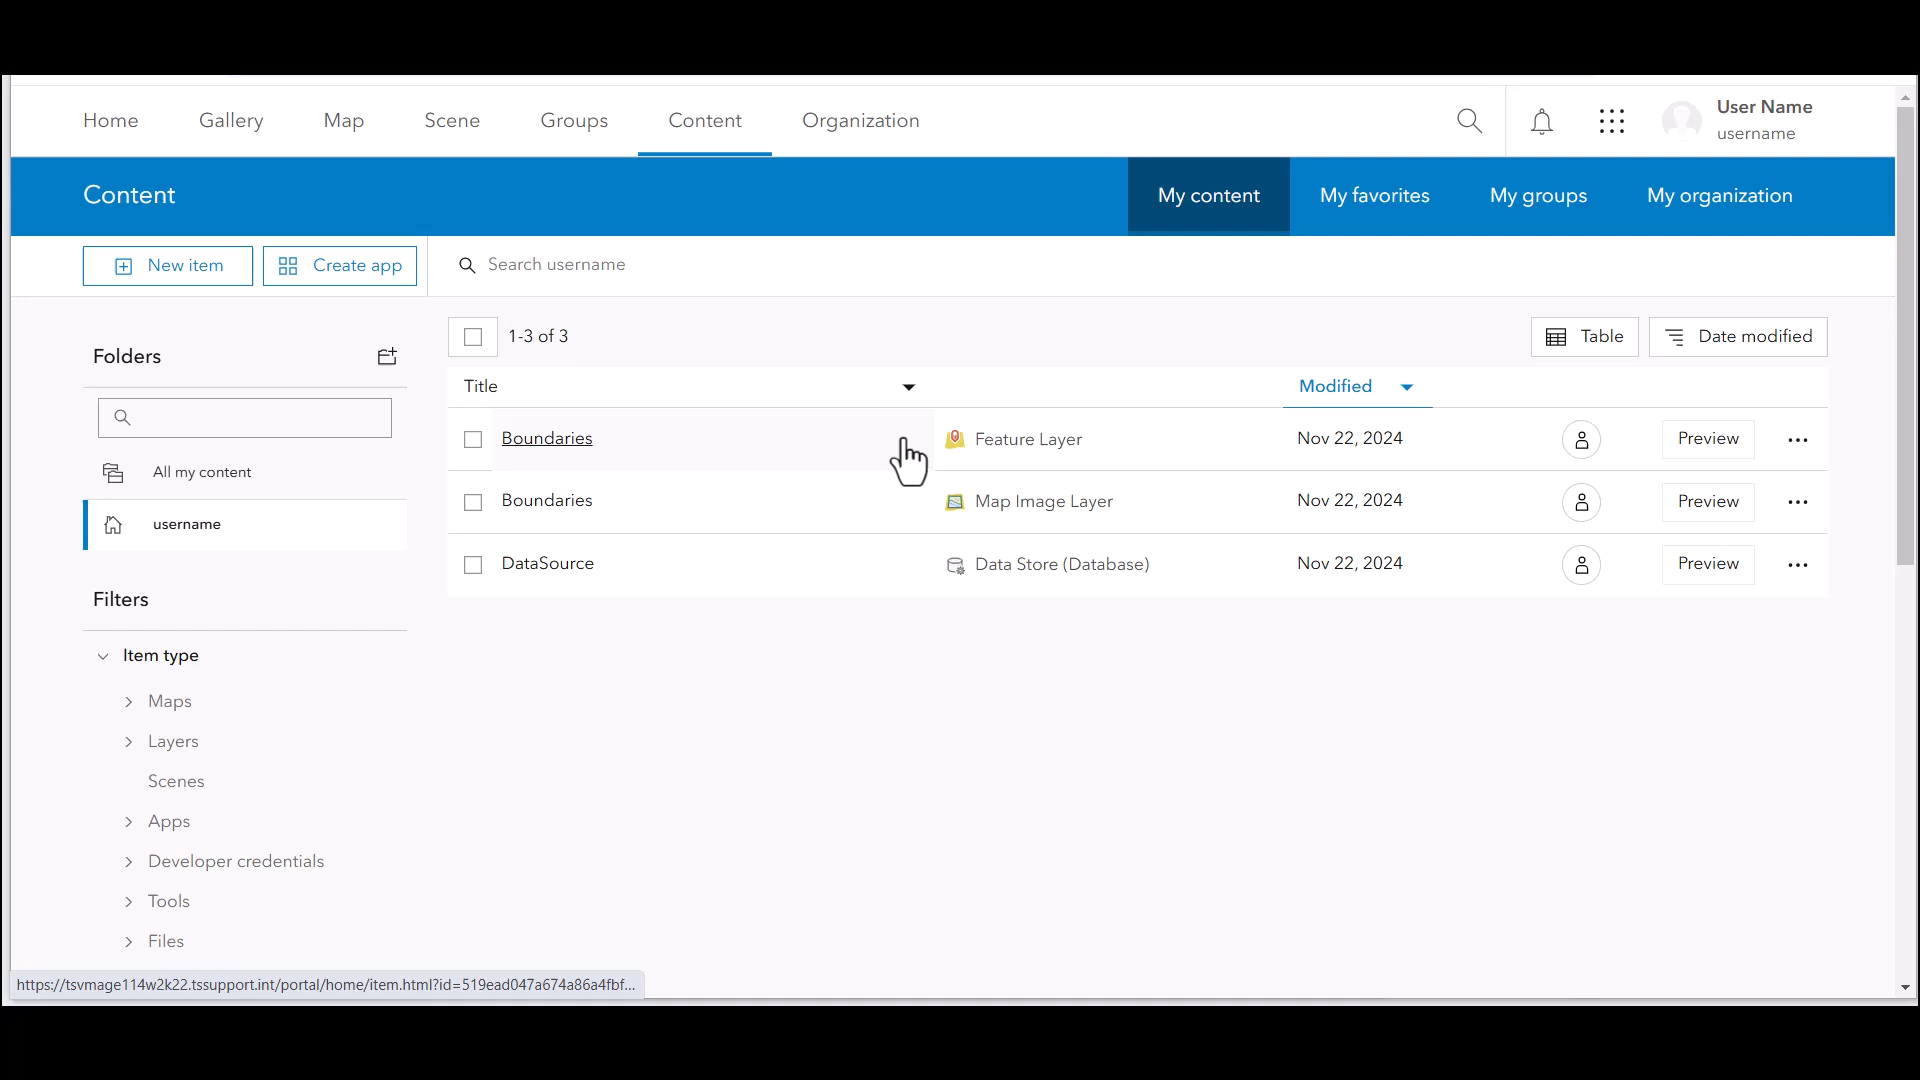 Home Gallery Map Scene Groups Content Organization
User Name
username
Content
My content My favorites My groups My organization
New item Create app Search username
Folders
1-3 of 3
Table Date modified
Title Modified
All my content
username
Boundaries Feature Layer Nov 22, 2024 Preview
Boundaries Map Image Layer Nov 22, 2024 Preview
DataSource Data Store (Database) Nov 22, 2024 Preview
Filters
Item type
Maps
Layers
Scenes
Apps
Developer credentials
Tools
Files
https://tsvmage114w2k22.tssupport.int/portal/home/item.html?id=519ead047a674a86a4fbf...